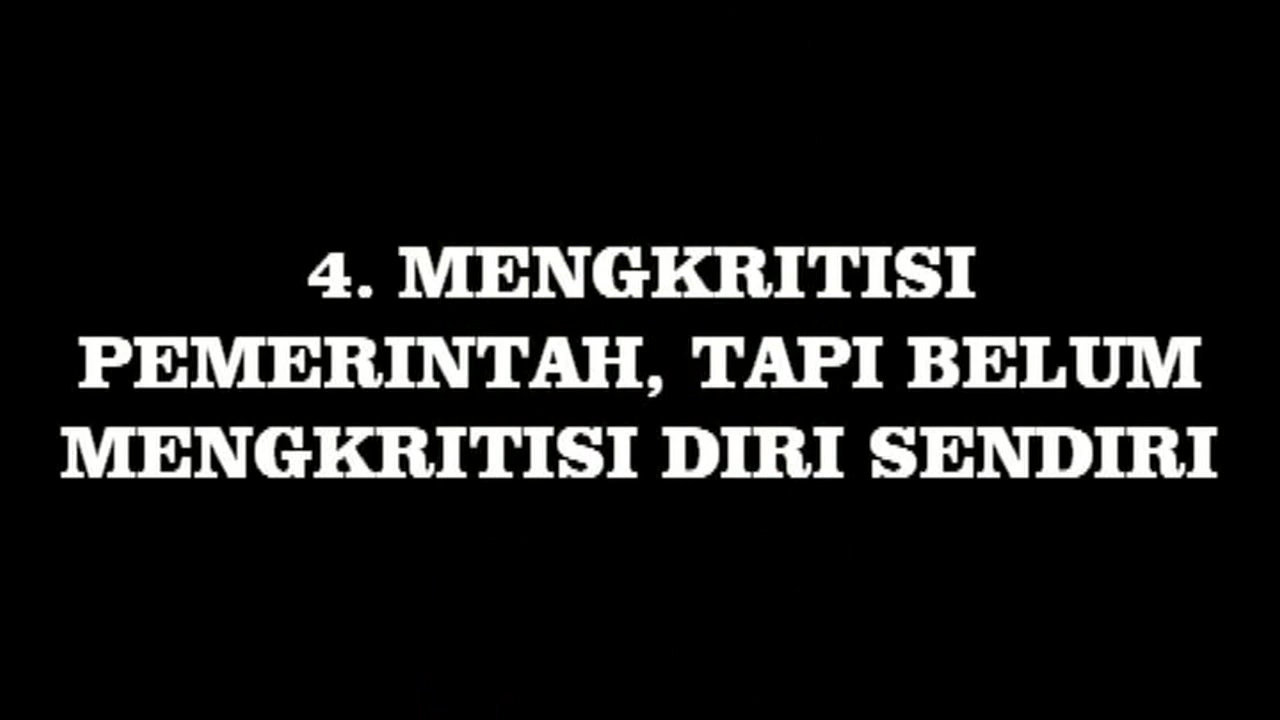 4. MENGKRITISI
PEMERINTAH, TAPI BELUM
MENGKRITISI DIRI SENDIRI